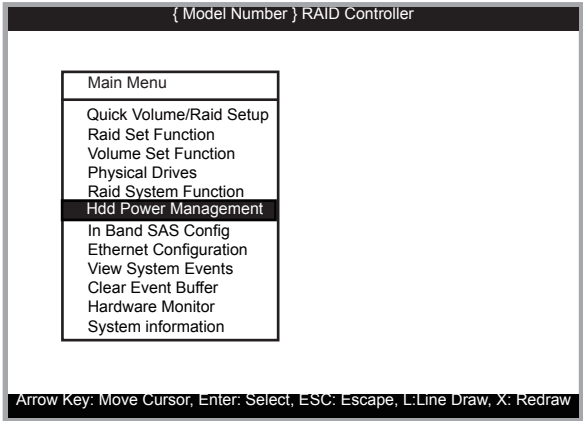 { Model Number } RAID Controller
Main Menu
Quick Volume/Raid Setup
Raid Set Function
Volume Set Function
Physical Drives
Raid System Function
Hdd Power Management
In Band SAS Config
Ethernet Configuration
View System Events
Clear Event Buffer
Hardware Monitor
System information
Arrow Key: Move Cursor, Enter: Select, ESC: Escape, L:Line Draw, X: Redraw